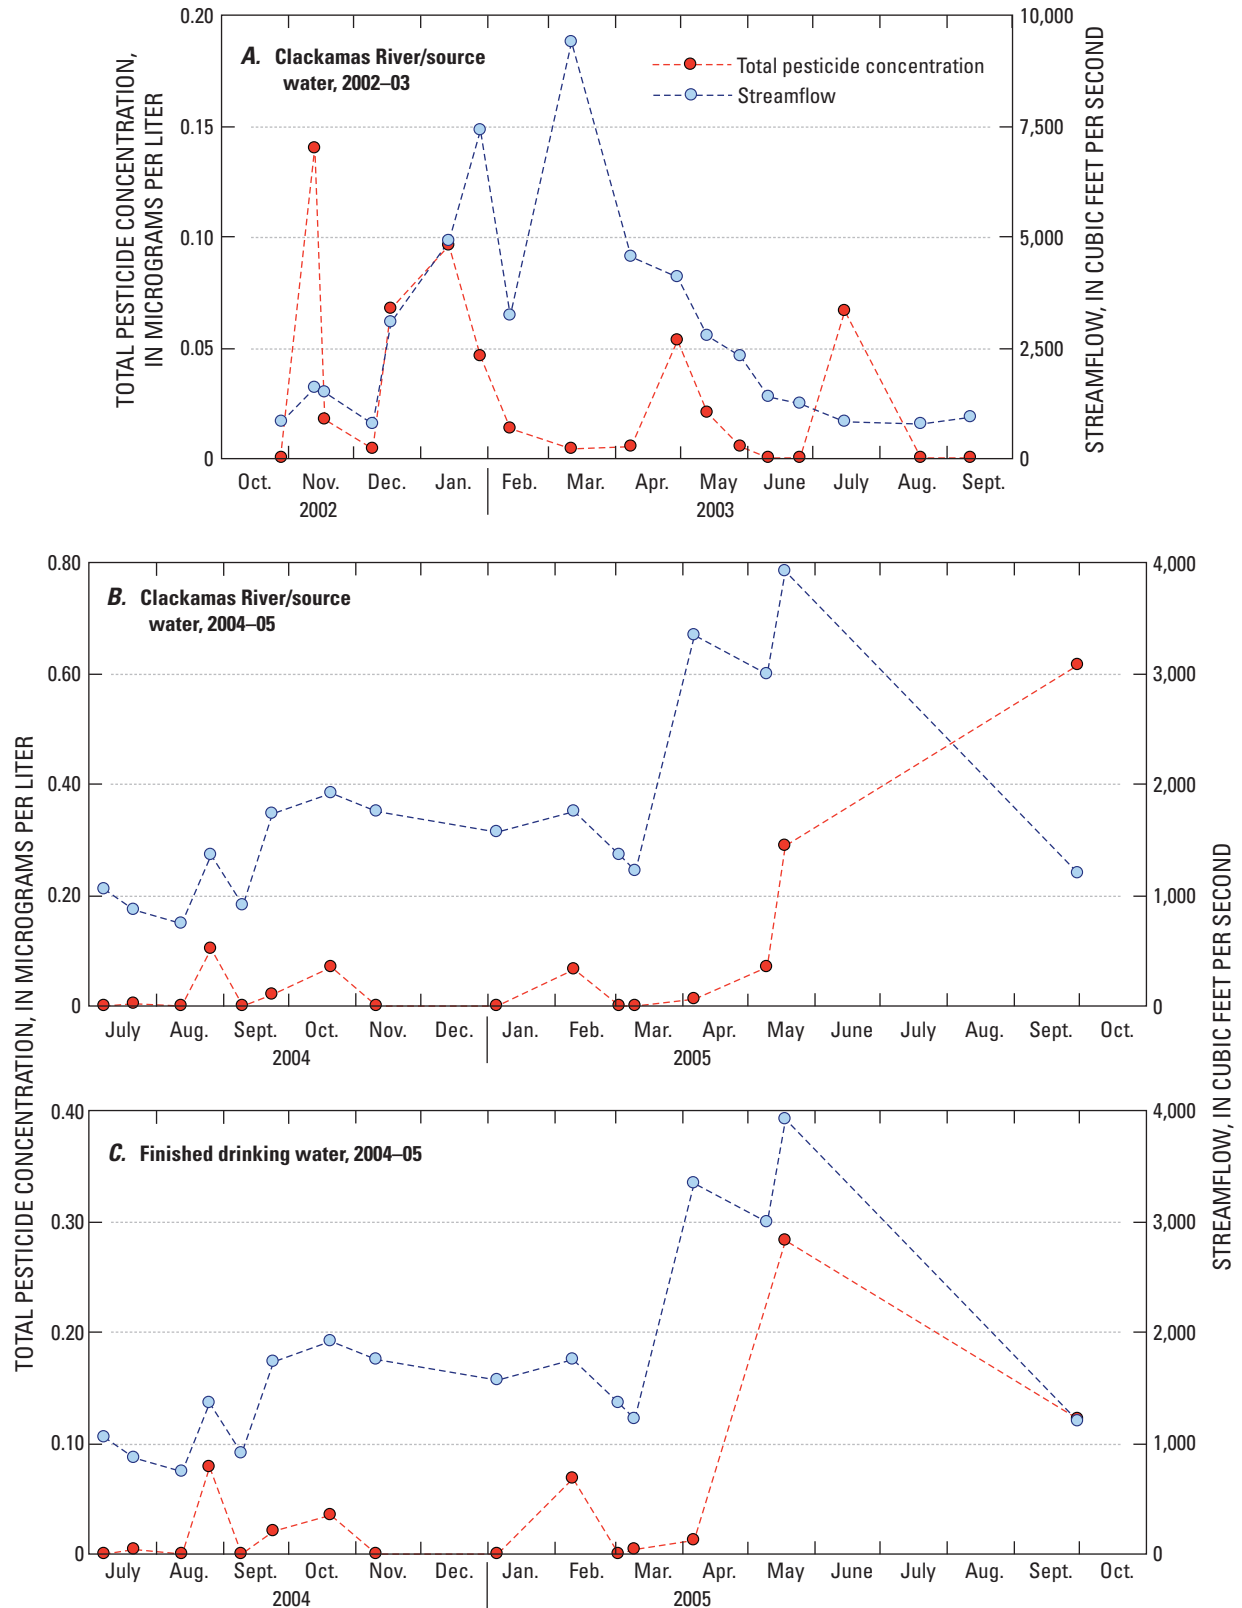 TOTAL PESTICIDE CONCENTRATION,
IN MICROGRAMS PER LITER
0.20
0.15
0.10
0.05
0
A. Clackamas River/source
water, 2002–03
Total pesticide concentration
Streamflow
10,000
7,500
5,000
2,500
0
STREAMFLOW, IN CUBIC FEET PER SECOND
Oct. Nov. Dec. Jan. Feb. Mar. Apr. May June July Aug. Sept.
2002 2003
TOTAL PESTICIDE CONCENTRATION, IN MICROGRAMS PER LITER
0.80
0.60
0.40
0.20
0
B. Clackamas River/source
water, 2004–05
4,000
3,000
2,000
1,000
0
July Aug. Sept. Oct. Nov. Dec. Jan. Feb. Mar. Apr. May June July Aug. Sept. Oct.
2004 2005
STREAMFLOW, IN CUBIC FEET PER SECOND
0.40
0.30
0.20
0.10
0
C. Finished drinking water, 2004–05
4,000
3,000
2,000
1,000
0
July Aug. Sept. Oct. Nov. Dec. Jan. Feb. Mar. Apr. May June July Aug. Sept. Oct.
2004 2005